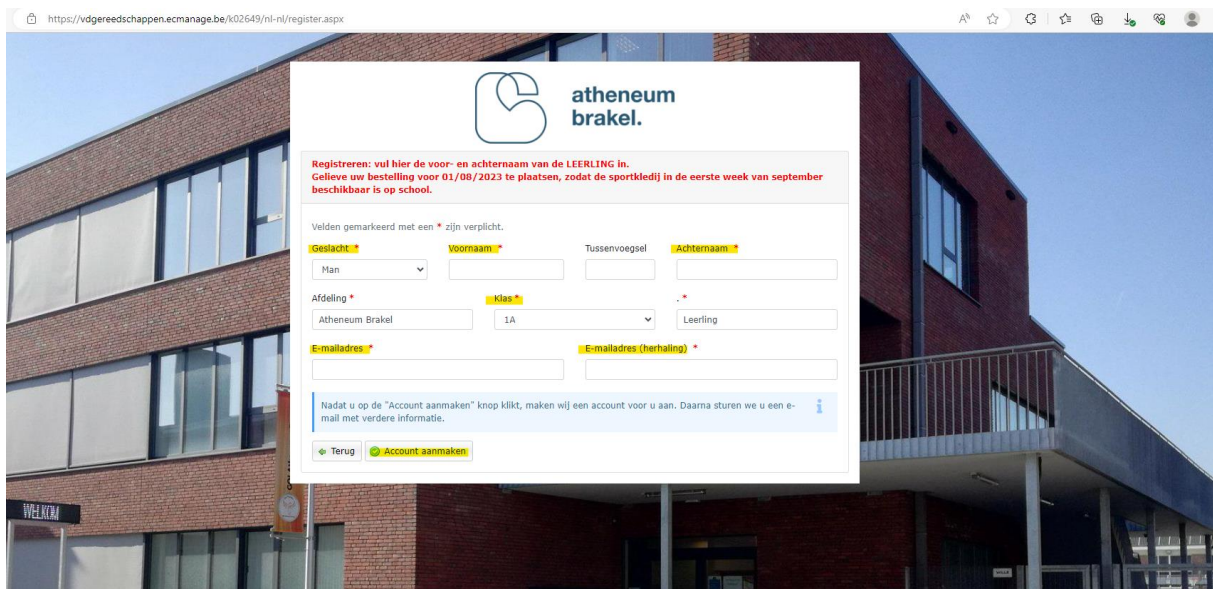 https://vdgereedschappen.ecmanage.be/k02649/nl-nl/register.aspx
atheneum
brakel.
Registreren: vul hier de voor- en achternaam van de LEERLING in.
Gelieve uw bestelling voor 01/08/2023 te plaatsen, zodat de sportkledij in de eerste week van september
beschikbaar is op school.
Velden gemarkeerd met een * zijn verplicht.
Geslacht * Voornaam * Tussenvoegsel Achternaam *
Man
Afdeling * Klas * . *
Atheneum Brakel 1A Leerling
E-mailadres * E-mailadres (herhaling) *
Nadat u op de "Account aanmaken" knop klikt, maken wij een account voor u aan. Daarna sturen we u een e-
mail met verdere informatie.
Terug Account aanmaken
WELKOM